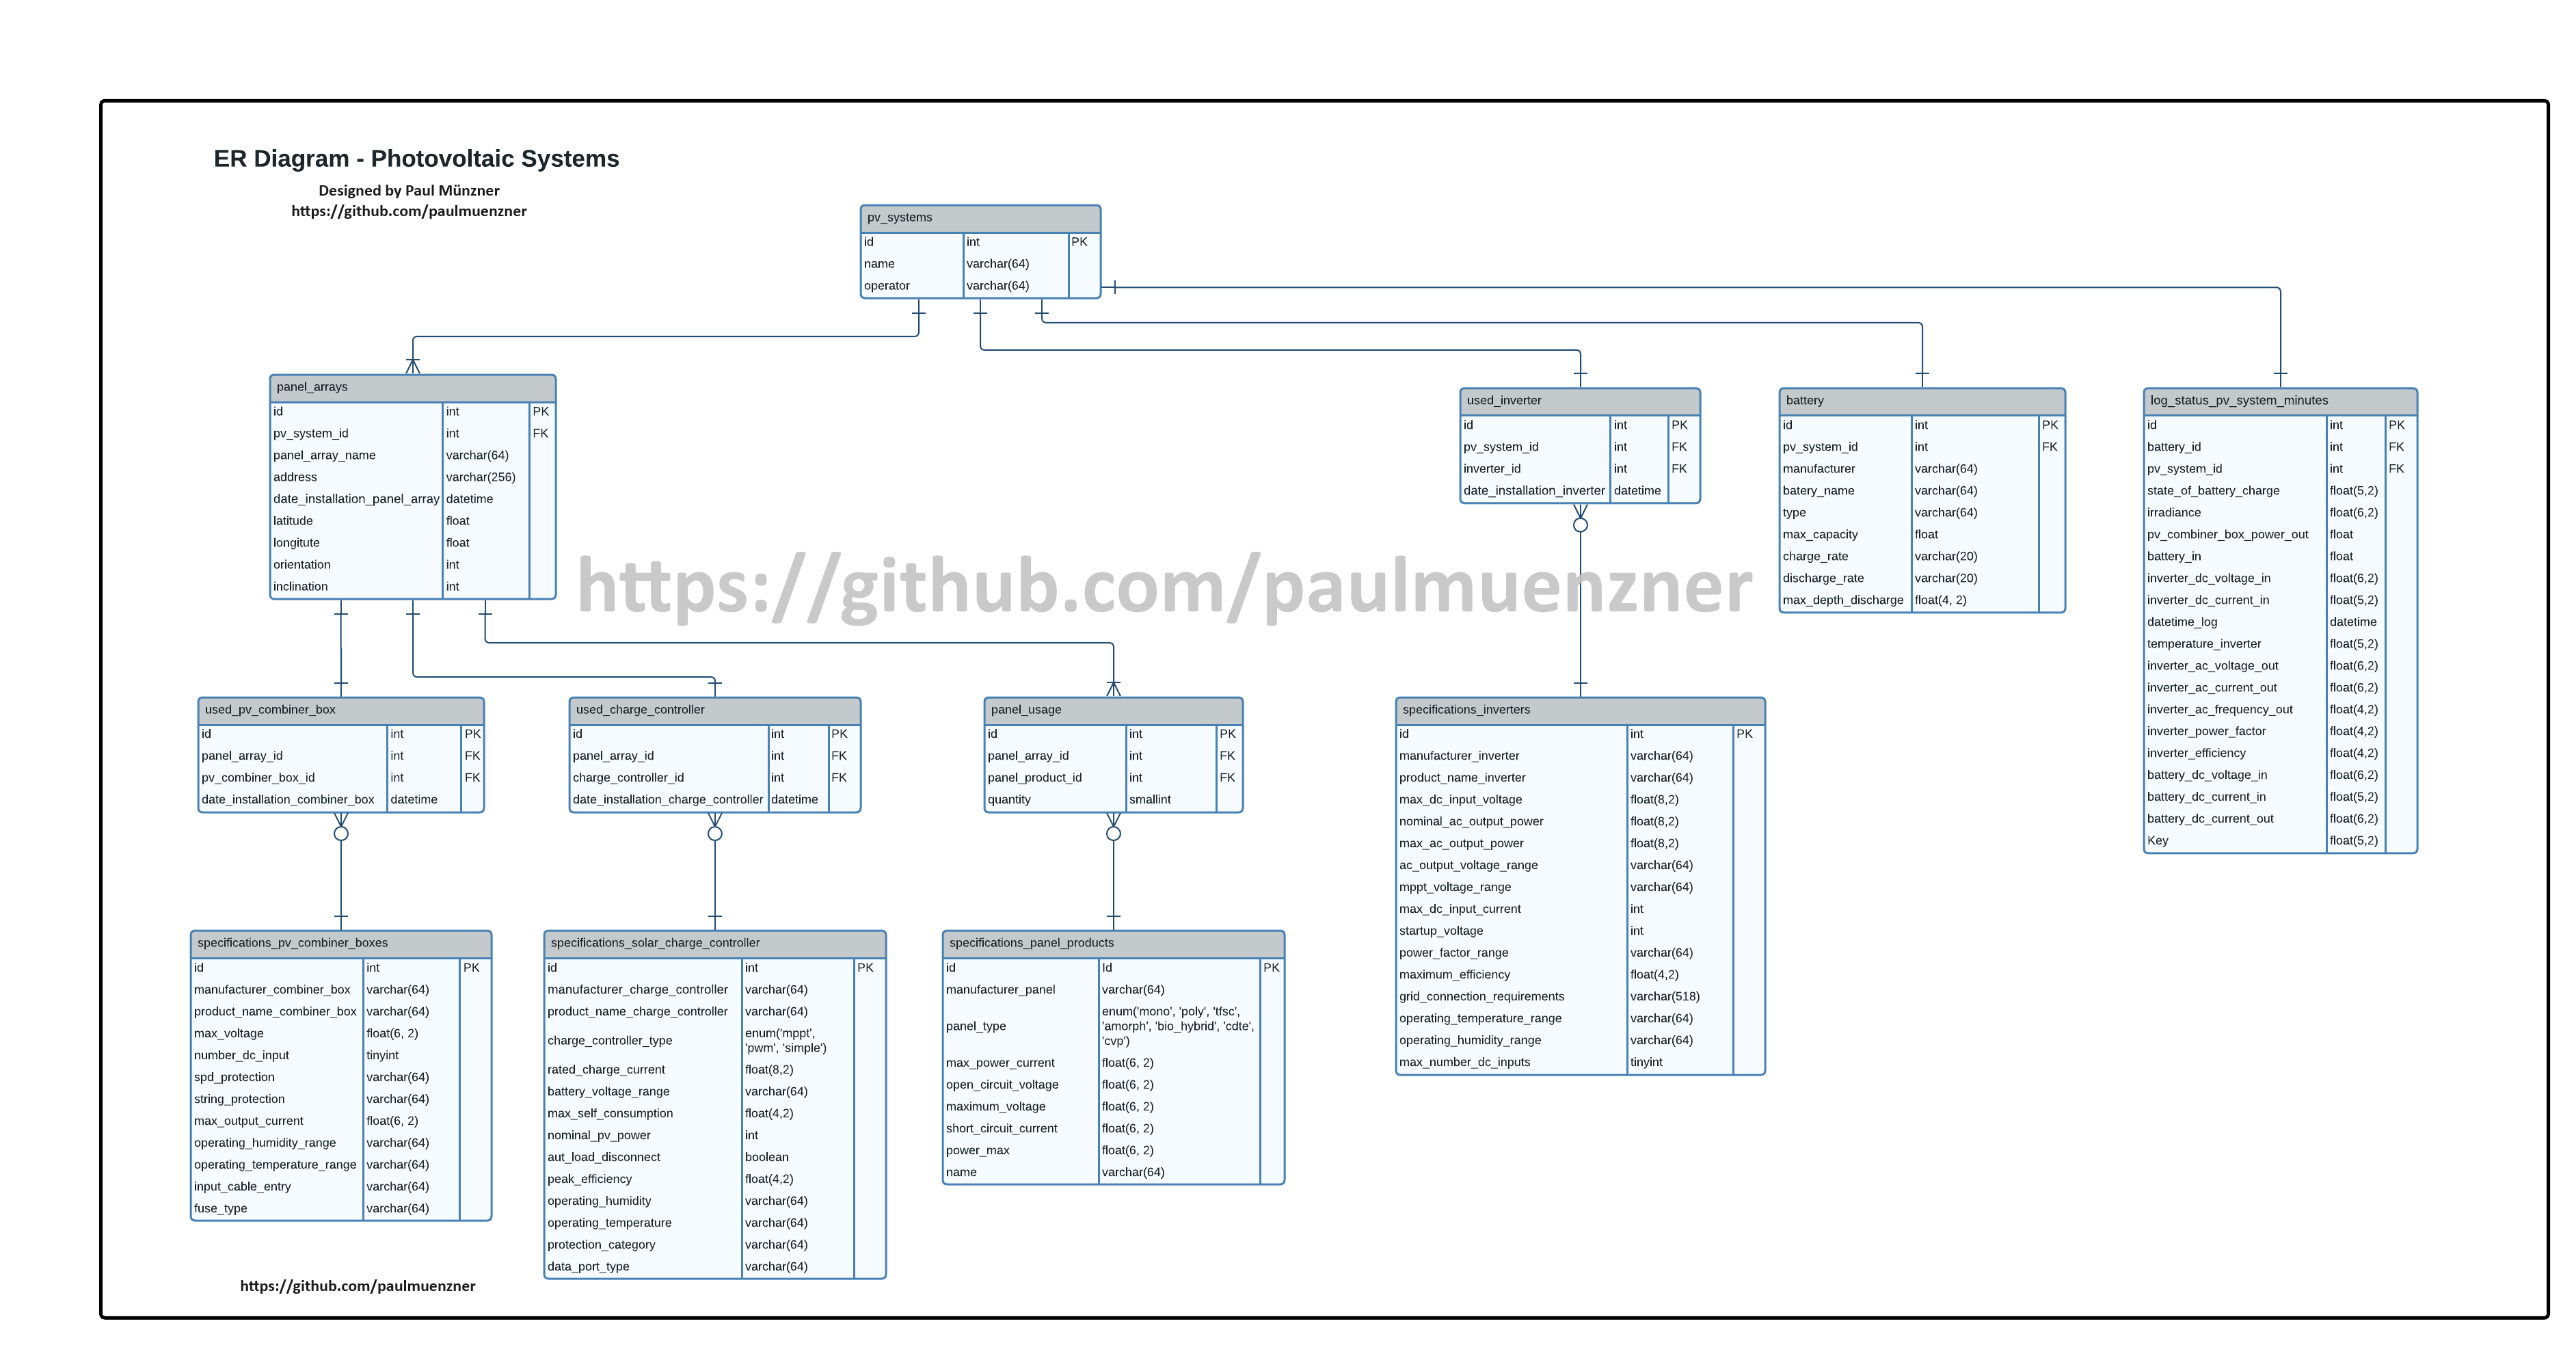 ER Diagram - Photovoltaic Systems
Designed by Paul Münzner
https://github.com/paulmuenzner
pv_systems
id int PK
name varchar(64)
operator varchar(64)
panel_arrays
id int PK
pv_system_id int FK
panel_array_name varchar(64)
address varchar(256)
date_installation_panel_array datetime
latitude float
longitute float
orientation int
inclination int
used_inverter
id int PK
pv_system_id int FK
inverter_id int FK
date_installation_inverter datetime
battery
id int PK
pv_system_id int FK
manufacturer varchar(64)
batery_name varchar(64)
type varchar(64)
max_capacity float
charge_rate varchar(20)
discharge_rate varchar(20)
max_depth_discharge float(4, 2)
log_status_pv_system_minutes
id int PK
battery_id int FK
pv_system_id int FK
state_of_battery_charge float(5,2)
irradiance float(6,2)
pv_combiner_box_power_out float
battery_in float
inverter_dc_voltage_in float(6,2)
inverter_dc_current_in float(5,2)
datetime_log datetime
temperature_inverter float(5,2)
inverter_ac_voltage_out float(6,2)
inverter_ac_current_out float(6,2)
inverter_ac_frequency_out float(4,2)
inverter_power_factor float(4,2)
inverter_efficiency float(4,2)
battery_dc_voltage_in float(6,2)
battery_dc_current_in float(5,2)
battery_dc_current_out float(6,2)
Key float(5,2)
https://github.com/paulmuenzner
used_pv_combiner_box
id int PK
panel_array_id int FK
pv_combiner_box_id int FK
date_installation_combiner_box datetime
used_charge_controller
id int PK
panel_array_id int FK
charge_controller_id int FK
date_installation_charge_controller datetime
panel_usage
id int PK
panel_array_id int FK
panel_product_id int FK
quantity smallint
specifications_inverters
id int PK
manufacturer_inverter varchar(64)
product_name_inverter varchar(64)
max_dc_input_voltage float(8,2)
nominal_ac_output_power float(8,2)
max_ac_output_power float(8,2)
ac_output_voltage_range varchar(64)
mppt_voltage_range varchar(64)
max_dc_input_current int
startup_voltage int
power_factor_range varchar(64)
maximum_efficiency float(4,2)
grid_connection_requirements varchar(518)
operating_temperature_range varchar(64)
operating_humidity_range varchar(64)
max_number_dc_inputs tinyint
specifications_pv_combiner_boxes
id int PK
manufacturer_combiner_box varchar(64)
product_name_combiner_box varchar(64)
max_voltage float(6, 2)
number_dc_input tinyint
spd_protection varchar(64)
string_protection varchar(64)
max_output_current float(6, 2)
operating_humidity_range varchar(64)
operating_temperature_range varchar(64)
input_cable_entry varchar(64)
fuse_type varchar(64)
specifications_solar_charge_controller
id int PK
manufacturer_charge_controller varchar(64)
product_name_charge_controller varchar(64)
charge_controller_type enum('mppt',
'pwm', 'simple')
rated_charge_current float(8,2)
battery_voltage_range varchar(64)
max_self_consumption float(4,2)
nominal_pv_power int
aut_load_disconnect boolean
peak_efficiency float(4,2)
operating_humidity varchar(64)
operating_temperature varchar(64)
protection_category varchar(64)
data_port_type varchar(64)
specifications_panel_products
id Id PK
manufacturer_panel varchar(64)
panel_type enum('mono', 'poly', 'tfsc',
'amorph', 'bio_hybrid', 'cdte',
'cvp')
max_power_current float(6, 2)
open_circuit_voltage float(6, 2)
maximum_voltage float(6, 2)
short_circuit_current float(6, 2)
power_max float(6, 2)
name varchar(64)
https://github.com/paulmuenzner